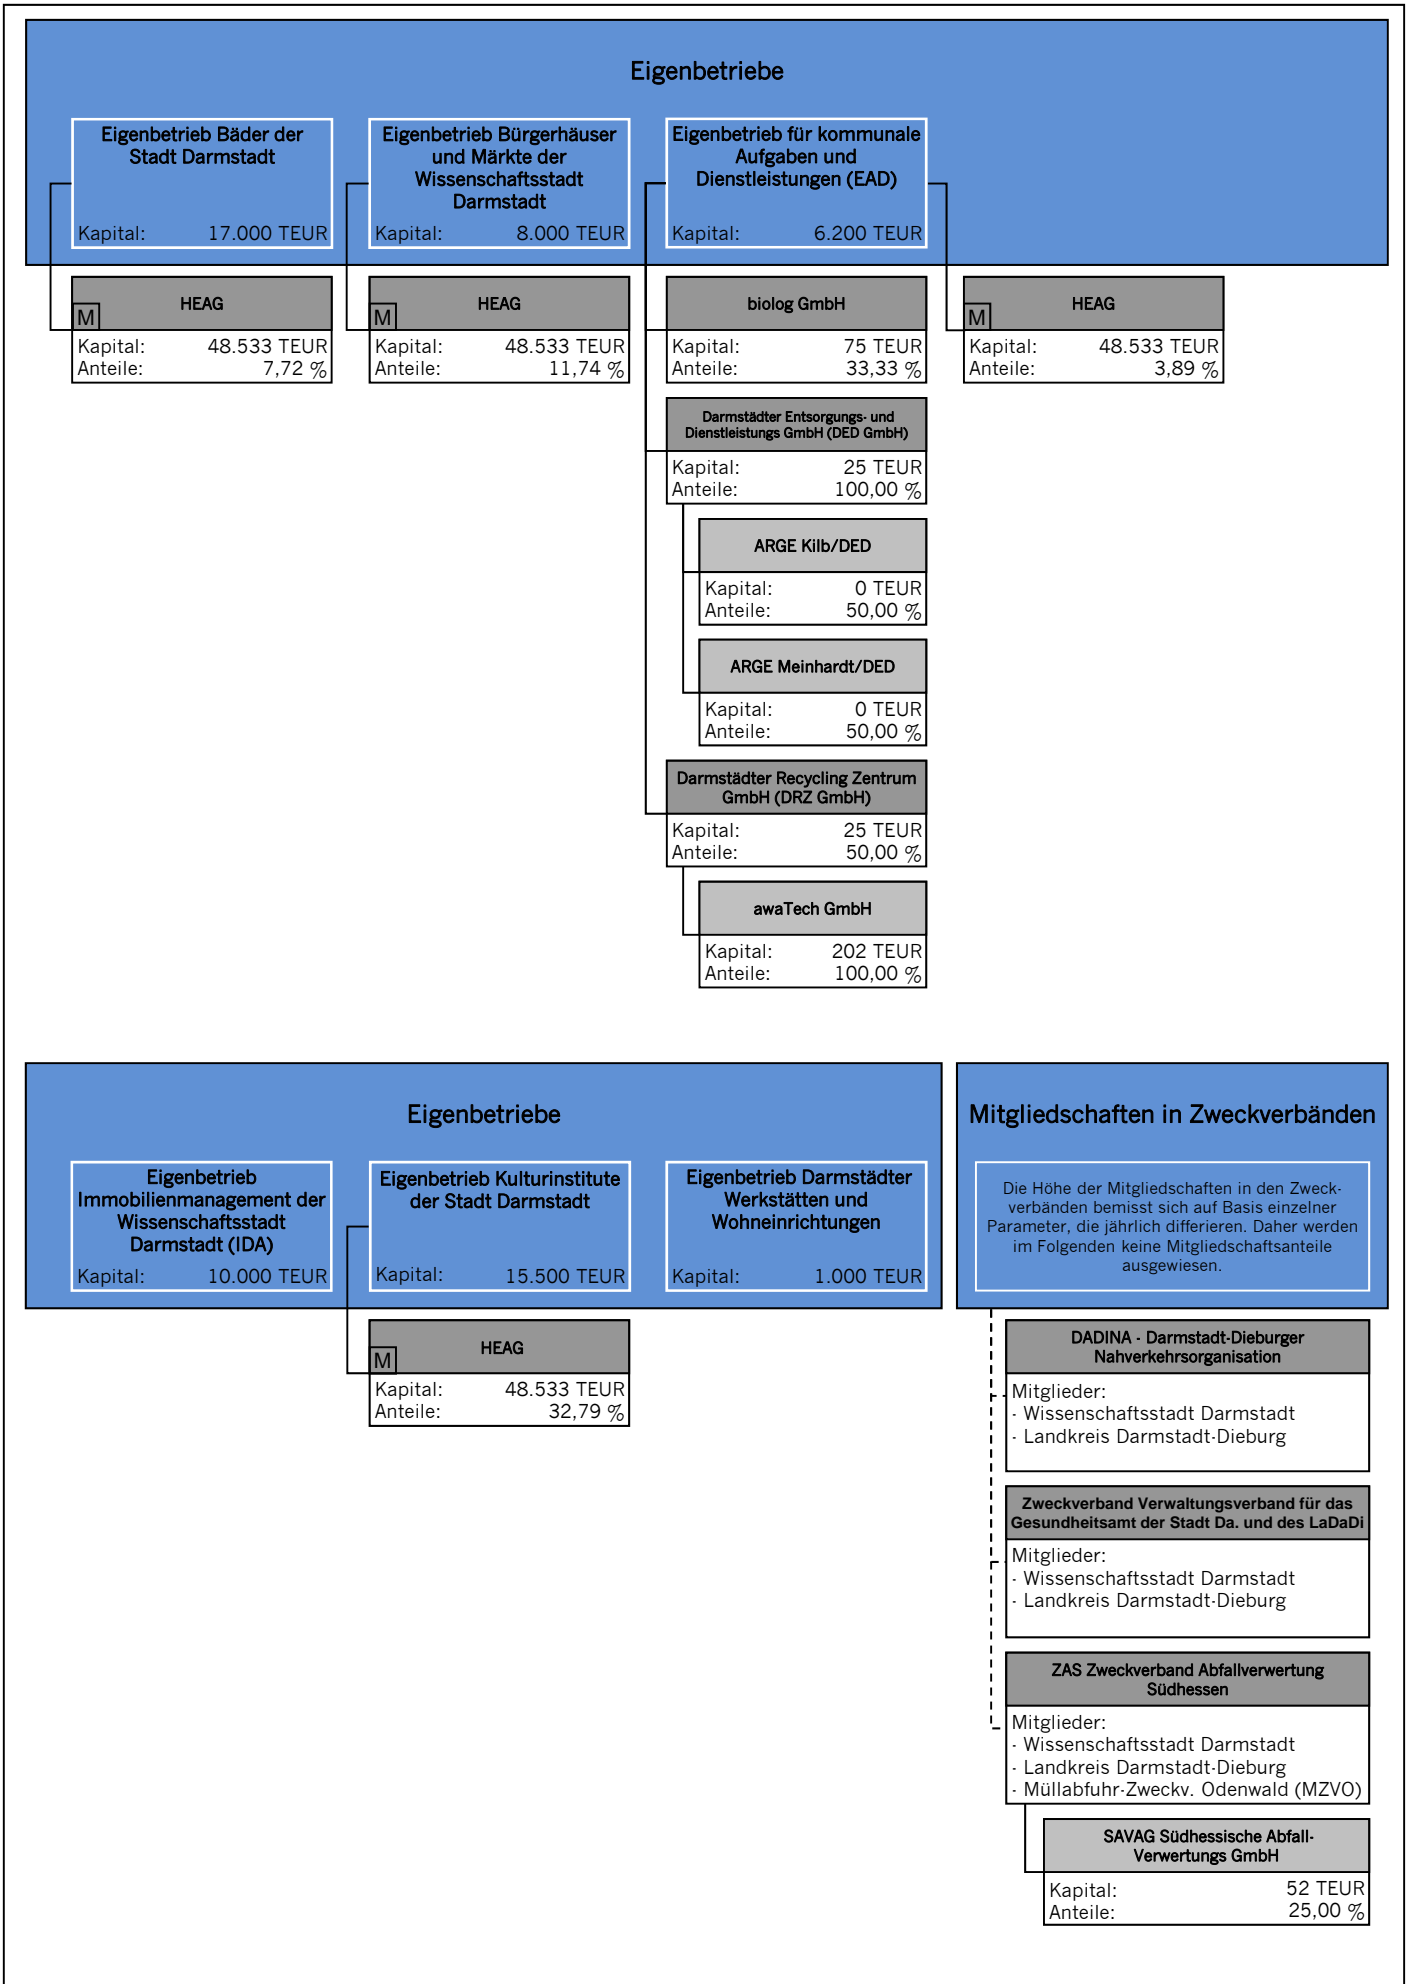 Eigenbetriebe
Eigenbetrieb Bäder der
Stadt Darmstadt
Kapital: 17.000 TEUR
Eigenbetrieb Bürgerhäuser
und Märkte der
Wissenschaftsstadt
Darmstadt
Kapital: 8.000 TEUR
Eigenbetrieb für kommunale
Aufgaben und
Dienstleistungen (EAD)
Kapital: 6.200 TEUR
HEAG
M
Kapital: 48.533 TEUR
Anteile: 7,72 %
HEAG
M
Kapital: 48.533 TEUR
Anteile: 11,74 %
biolog GmbH
Kapital: 75 TEUR
Anteile: 33,33 %
HEAG
M
Kapital: 48.533 TEUR
Anteile: 3,89 %
Darmstädter Entsorgungs- und
Dienstleistungs GmbH (DED GmbH)
Kapital: 25 TEUR
Anteile: 100,00 %
ARGE Kilb/DED
Kapital: 0 TEUR
Anteile: 50,00 %
ARGE Meinhardt/DED
Kapital: 0 TEUR
Anteile: 50,00 %
Darmstädter Recycling Zentrum
GmbH (DRZ GmbH)
Kapital: 25 TEUR
Anteile: 50,00 %
awaTech GmbH
Kapital: 202 TEUR
Anteile: 100,00 %
Eigenbetriebe
Eigenbetrieb
Immobilienmanagement der
Wissenschaftsstadt
Darmstadt (IDA)
Kapital: 10.000 TEUR
Eigenbetrieb Kulturinstitute
der Stadt Darmstadt
Kapital: 15.500 TEUR
Eigenbetrieb Darmstädter
Werkstätten und
Wohneinrichtungen
Kapital: 1.000 TEUR
HEAG
M
Kapital: 48.533 TEUR
Anteile: 32,79 %
Mitgliedschaften in Zweckverbänden
Die Höhe der Mitgliedschaften in den Zweck-
verbänden bemisst sich auf Basis einzelner
Parameter, die jährlich differieren. Daher werden
im Folgenden keine Mitgliedschaftsanteile
ausgewiesen.
DADINA - Darmstadt-Dieburger
Nahverkehrsorganisation
Mitglieder:
- Wissenschaftsstadt Darmstadt
- Landkreis Darmstadt-Dieburg
Zweckverband Verwaltungsverband für das
Gesundheitsamt der Stadt Da. und des LaDaDi
Mitglieder:
- Wissenschaftsstadt Darmstadt
- Landkreis Darmstadt-Dieburg
ZAS Zweckverband Abfallverwertung
Südhessen
Mitglieder:
- Wissenschaftsstadt Darmstadt
- Landkreis Darmstadt-Dieburg
- Müllabfuhr-Zweckv. Odenwald (MZVO)
SAVAG Südhessische Abfall-
Verwertungs GmbH
Kapital: 52 TEUR
Anteile: 25,00 %